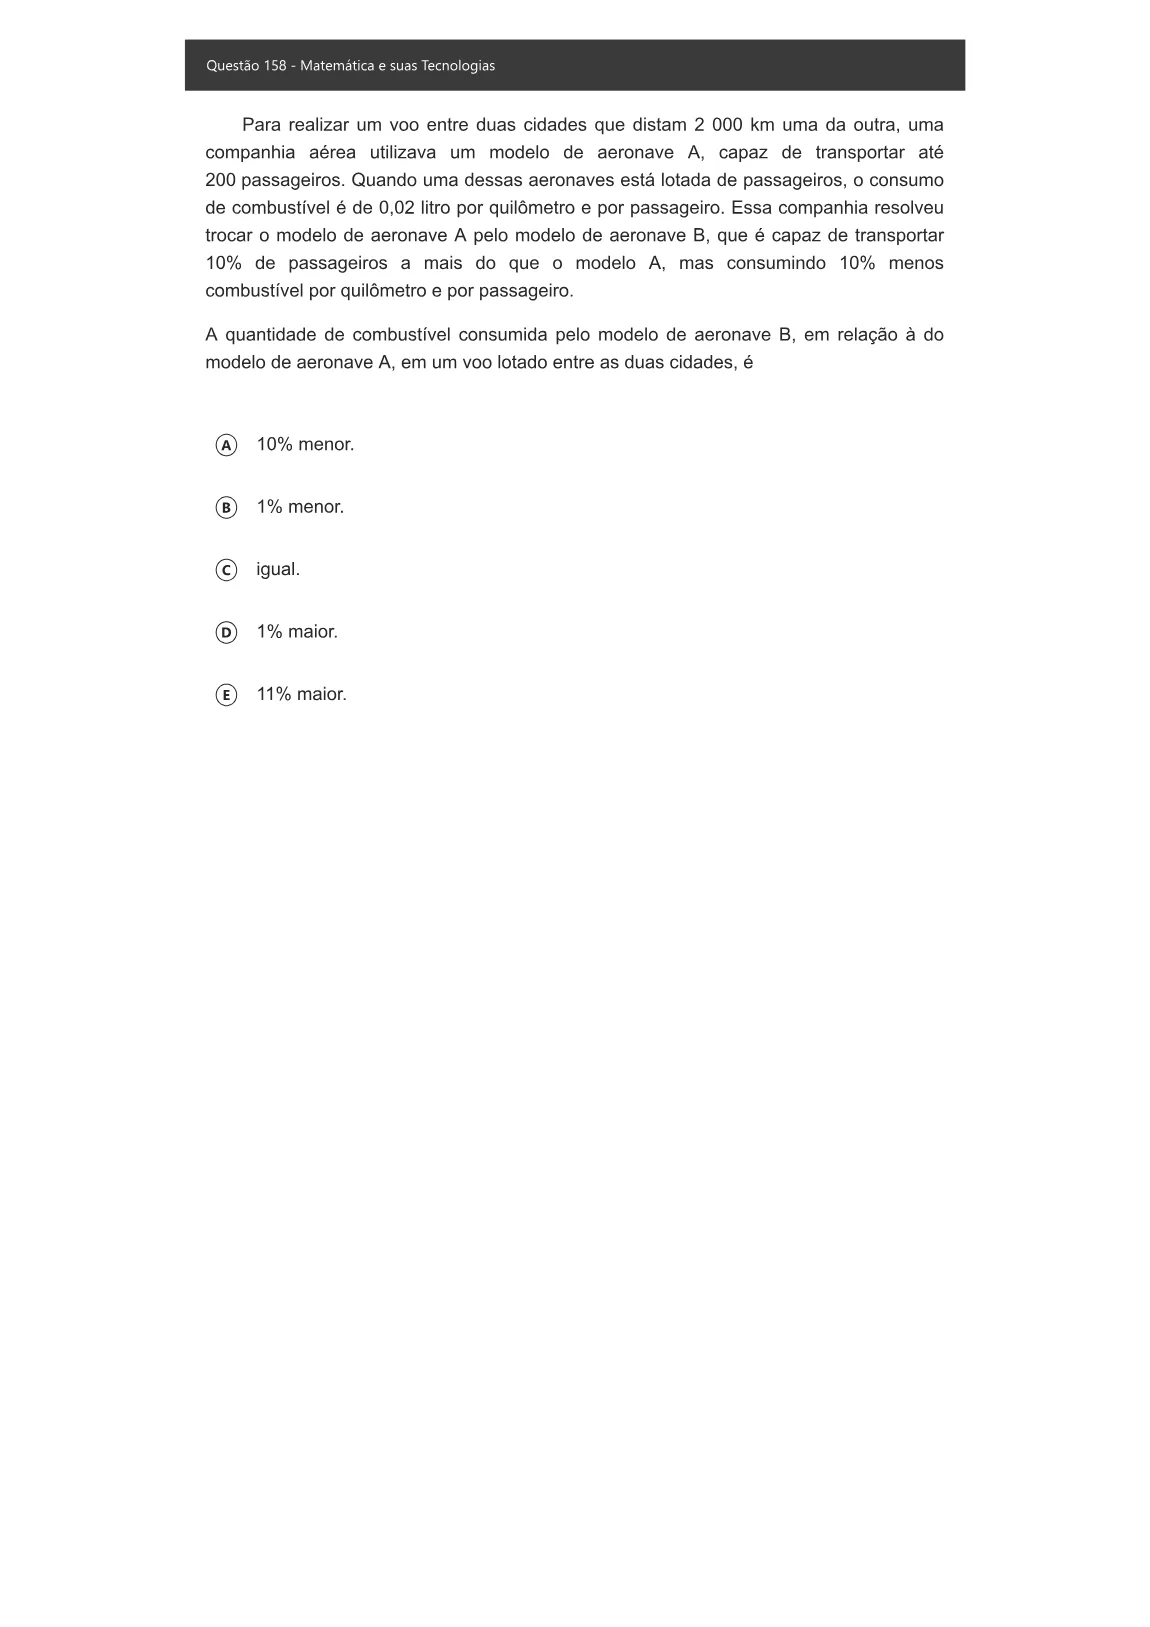 Questão 158 - Matemática e suas Tecnologias
Para realizar um voo entre duas cidades que distam 2 000 km uma da outra, uma
companhia aérea utilizava um modelo de aeronave A, capaz de transportar até
200 passageiros. Quando uma dessas aeronaves está lotada de passageiros, o consumo
de combustível é de 0,02 litro por quilômetro e por passageiro. Essa companhia resolveu
trocar o modelo de aeronave A pelo modelo de aeronave B, que é capaz de transportar
10% de passageiros a mais do que o modelo A, mas consumindo 10% menos
combustível por quilômetro e por passageiro.
A quantidade de combustível consumida pelo modelo de aeronave B, em relação à do
modelo de aeronave A, em um voo lotado entre as duas cidades, é
A 10% menor.
B 1% menor.
C igual.
D 1% maior.
E 11% maior.